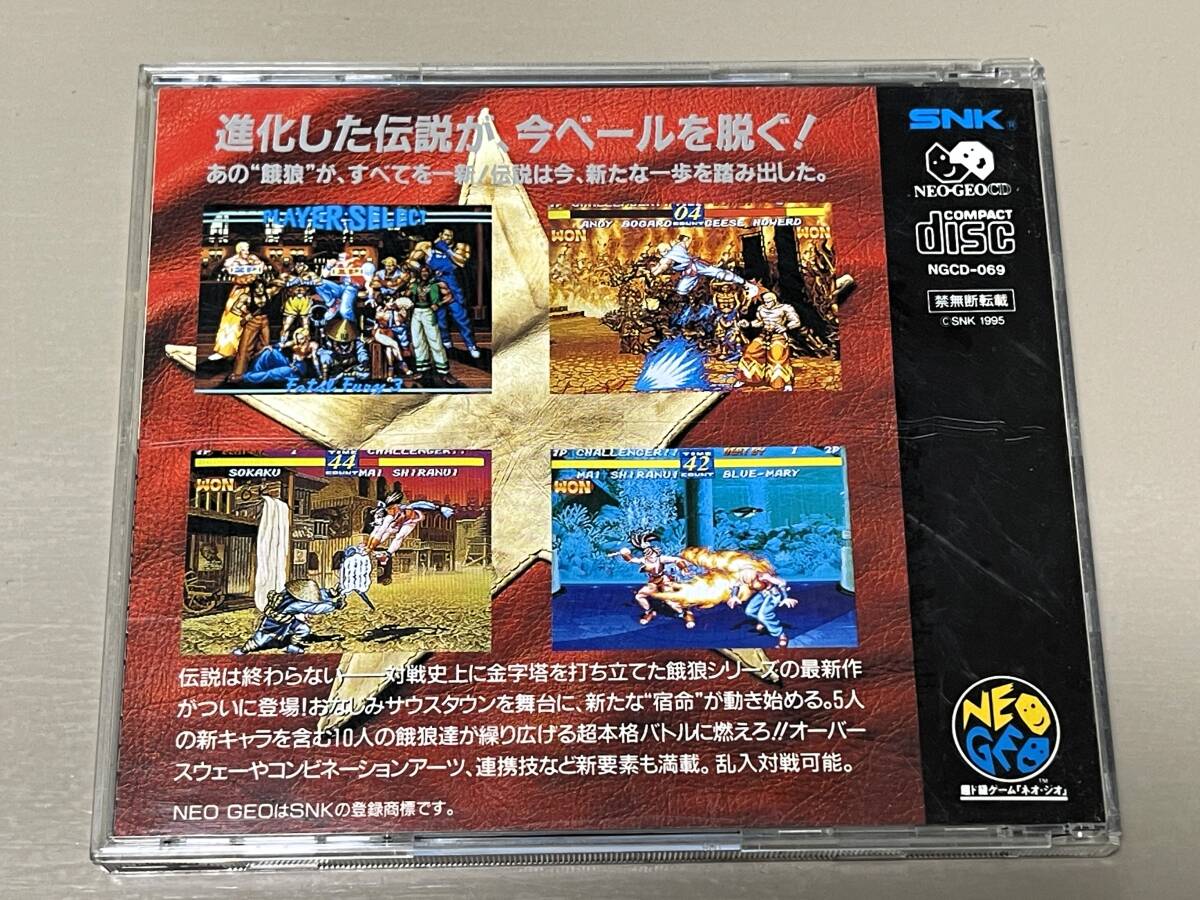 進化した伝説が、今ベールを脱ぐ!
あの“餓狼”が、すべてを一新!伝説は今、新たな一歩を踏み出した。
SNK
NEO・GEO CD
COMPACT
disc
NGCD-069
禁無断転載
© SNK 1995
PLAYER SELECT
Fatal Fury 3
04
COUNT
ANDY BOGARD
GEESE HOWERD
WON
WON
CHALLENGER!!
44
COUNT
SOKAKU
MAI SHIRANUI
WON
1P CHALLENGER!!
TIME
1 2P
42
COUNT
MAI SHIRANUI
BLUE-MARY
WON
伝説は終わらない――対戦史上に金字塔を打ち立てた餓狼シリーズの最新作
がついに登場!おなじみサウスタウンを舞台に、新たな“宿命”が動き始める。5人
の新キャラを含む10人の餓狼達が繰り広げる超本格バトルに燃えろ!!オーバー
スウェーやコンビネーションアーツ、連携技など新要素も満載。乱入対戦可能。
NEO GEOはSNKの登録商標です。
NEO
GEO
TM
超ド級ゲーム「ネオ・ジオ」